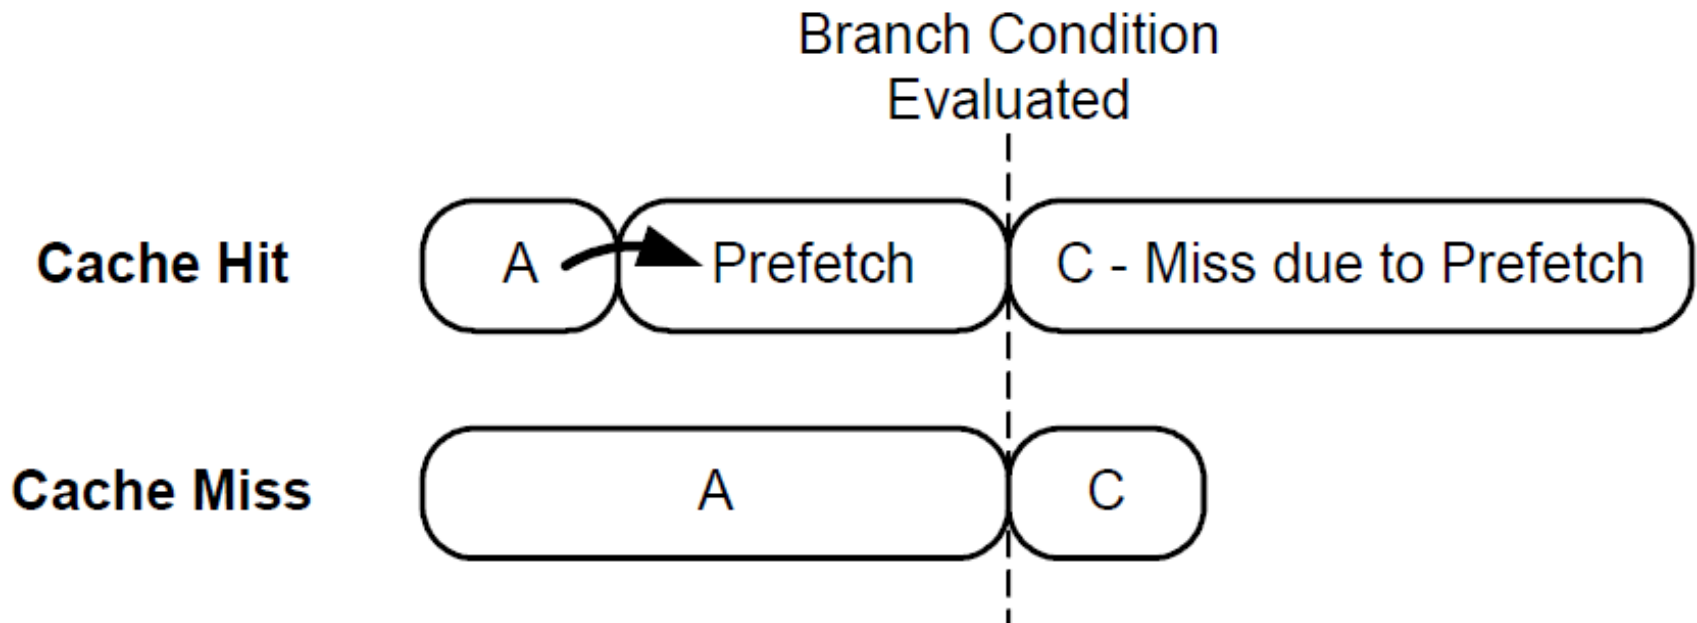 Branch Condition
Evaluated
Cache Hit
A
Prefetch
C - Miss due to Prefetch
Cache Miss
A
C